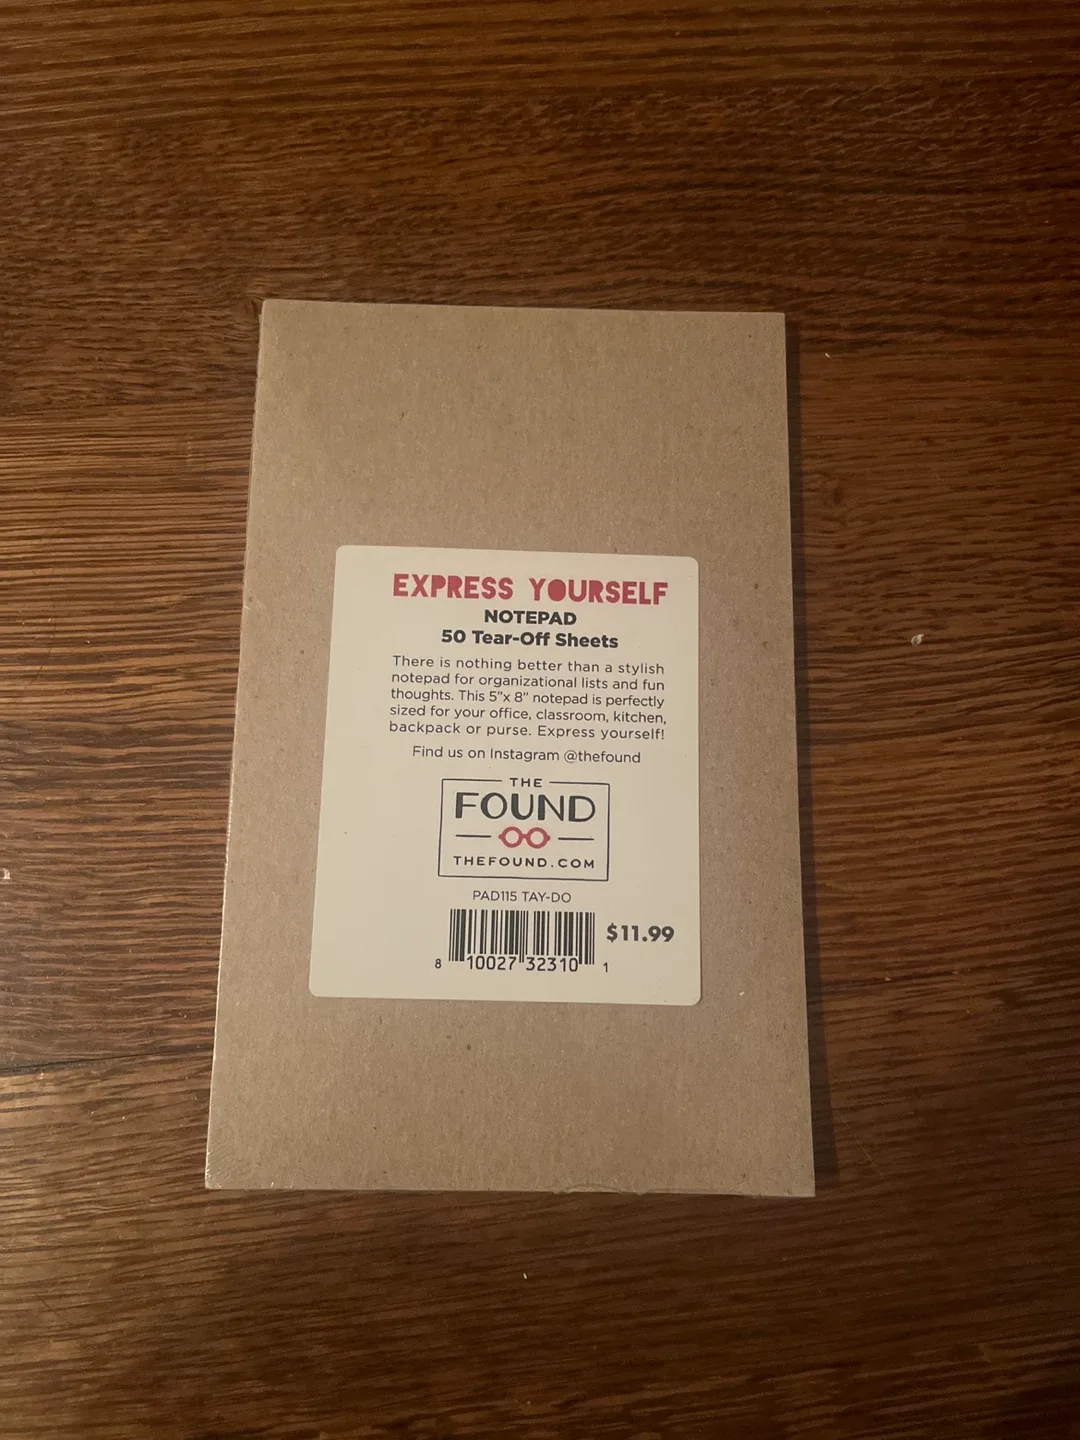 EXPRESS YOURSELF
NOTEPAD
50 Tear-Off Sheets
There is nothing better than a stylish
notepad for organizational lists and fun
thoughts. This 5"x 8" notepad is perfectly
sized for your office, classroom, kitchen,
backpack or purse. Express yourself!
Find us on Instagram @thefound
THE
FOUND
THEFOUND.COM
PAD115 TAY-DO
$11.99
8 10027 32310 1